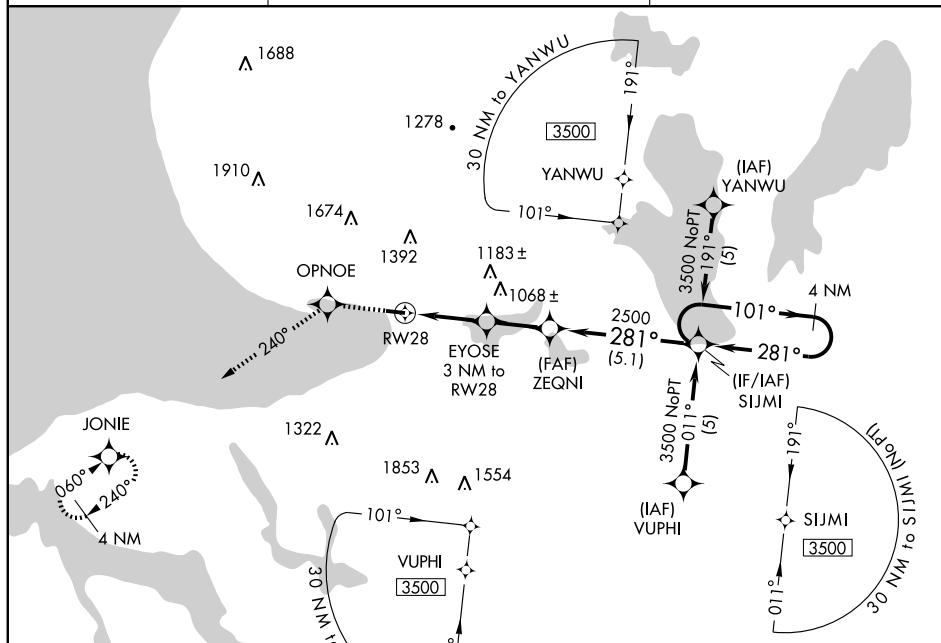 1688
1278
1910
1674
1392
1183 ±
1068 ±
30 NM to YANWU
191°
3500
YANWU
101°
(IAF)
YANWU
3500 NoPT
191°
(5)
OPNOE
240°
RW28
EYOSE
3 NM to
RW28
(FAF)
ZEQNI
2500
281°
(5.1)
101°
4 NM
281°
(IF/IAF)
SIJMI
3500 NoPT
011°
(5)
(IAF)
VUPHI
JONIE
060°
240°
4 NM
1322
1853
1554
101°
VUPHI
3500
30 NM to
191°
SIJMI
3500
011°
30 NM to SIJMI (NoPT)